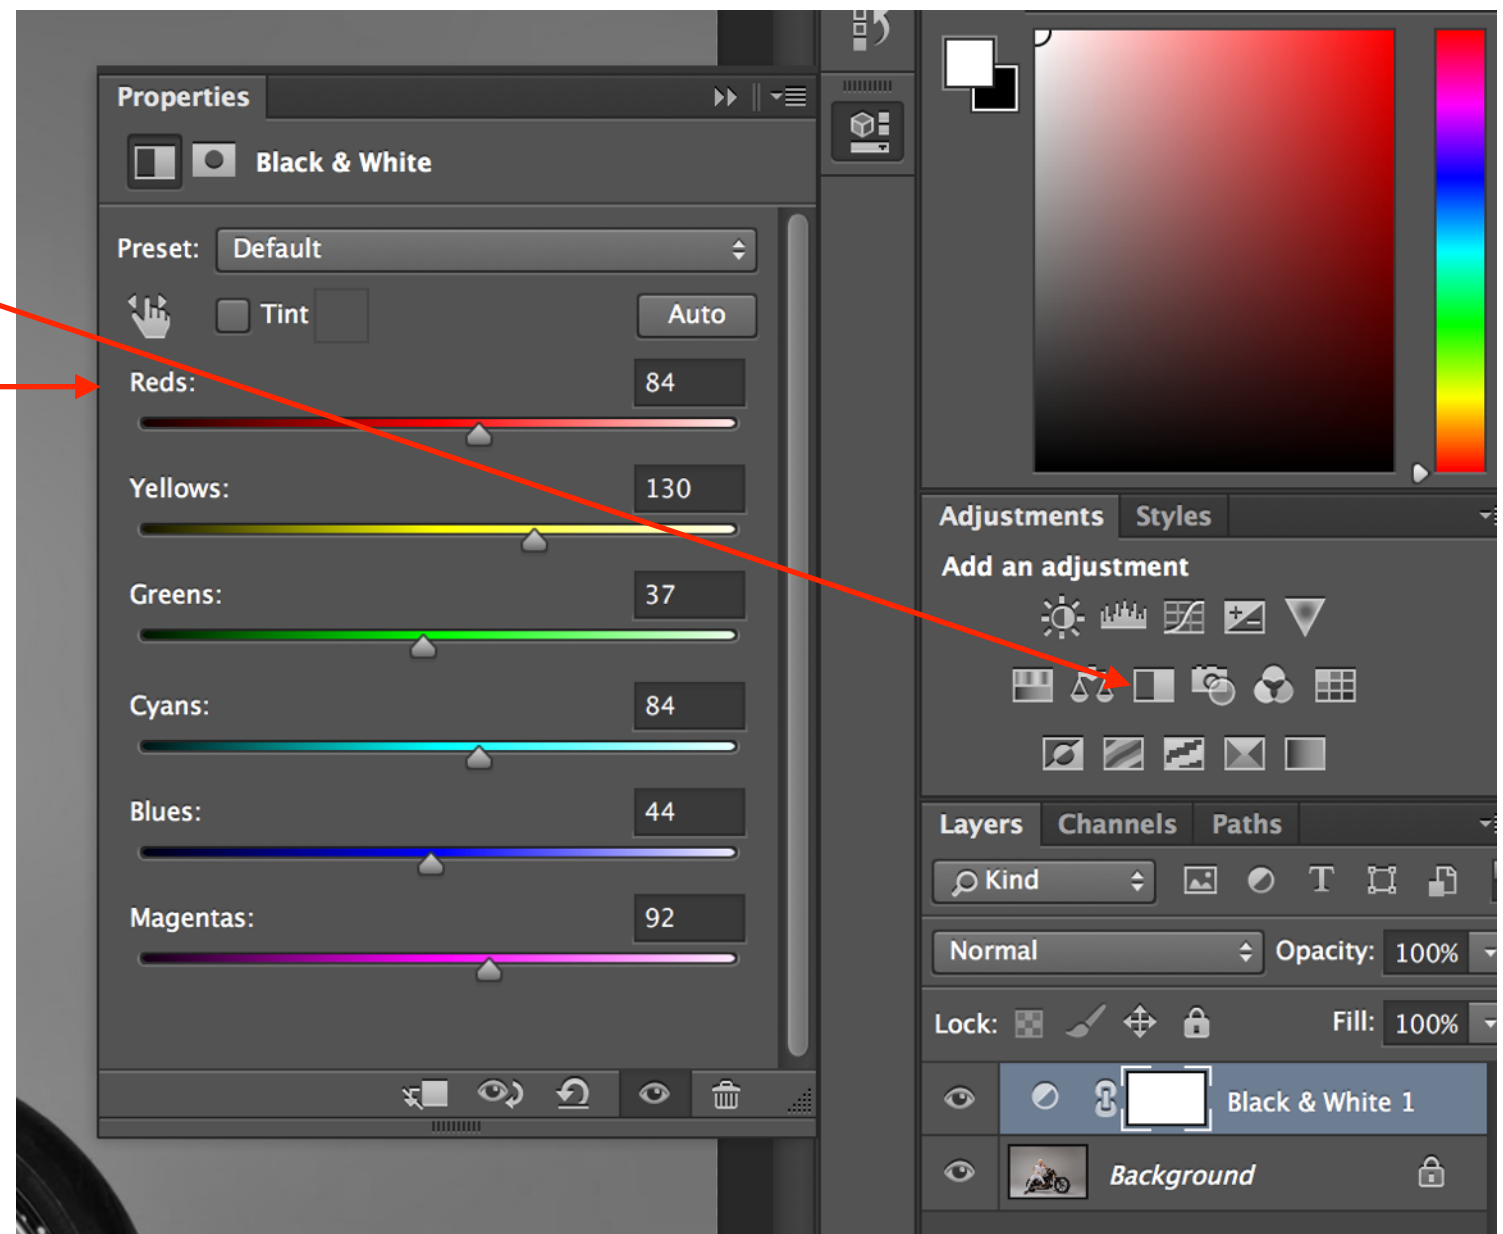 Properties
Black & White
Preset: Default
Tint Auto
Reds: 84
Yellows: 130
Greens: 37
Cyans: 84
Blues: 44
Magentas: 92
Adjustments Styles
Add an adjustment
Layers Channels Paths
Kind T
Normal Opacity: 100%
Lock: Fill: 100%
Black & White 1
Background